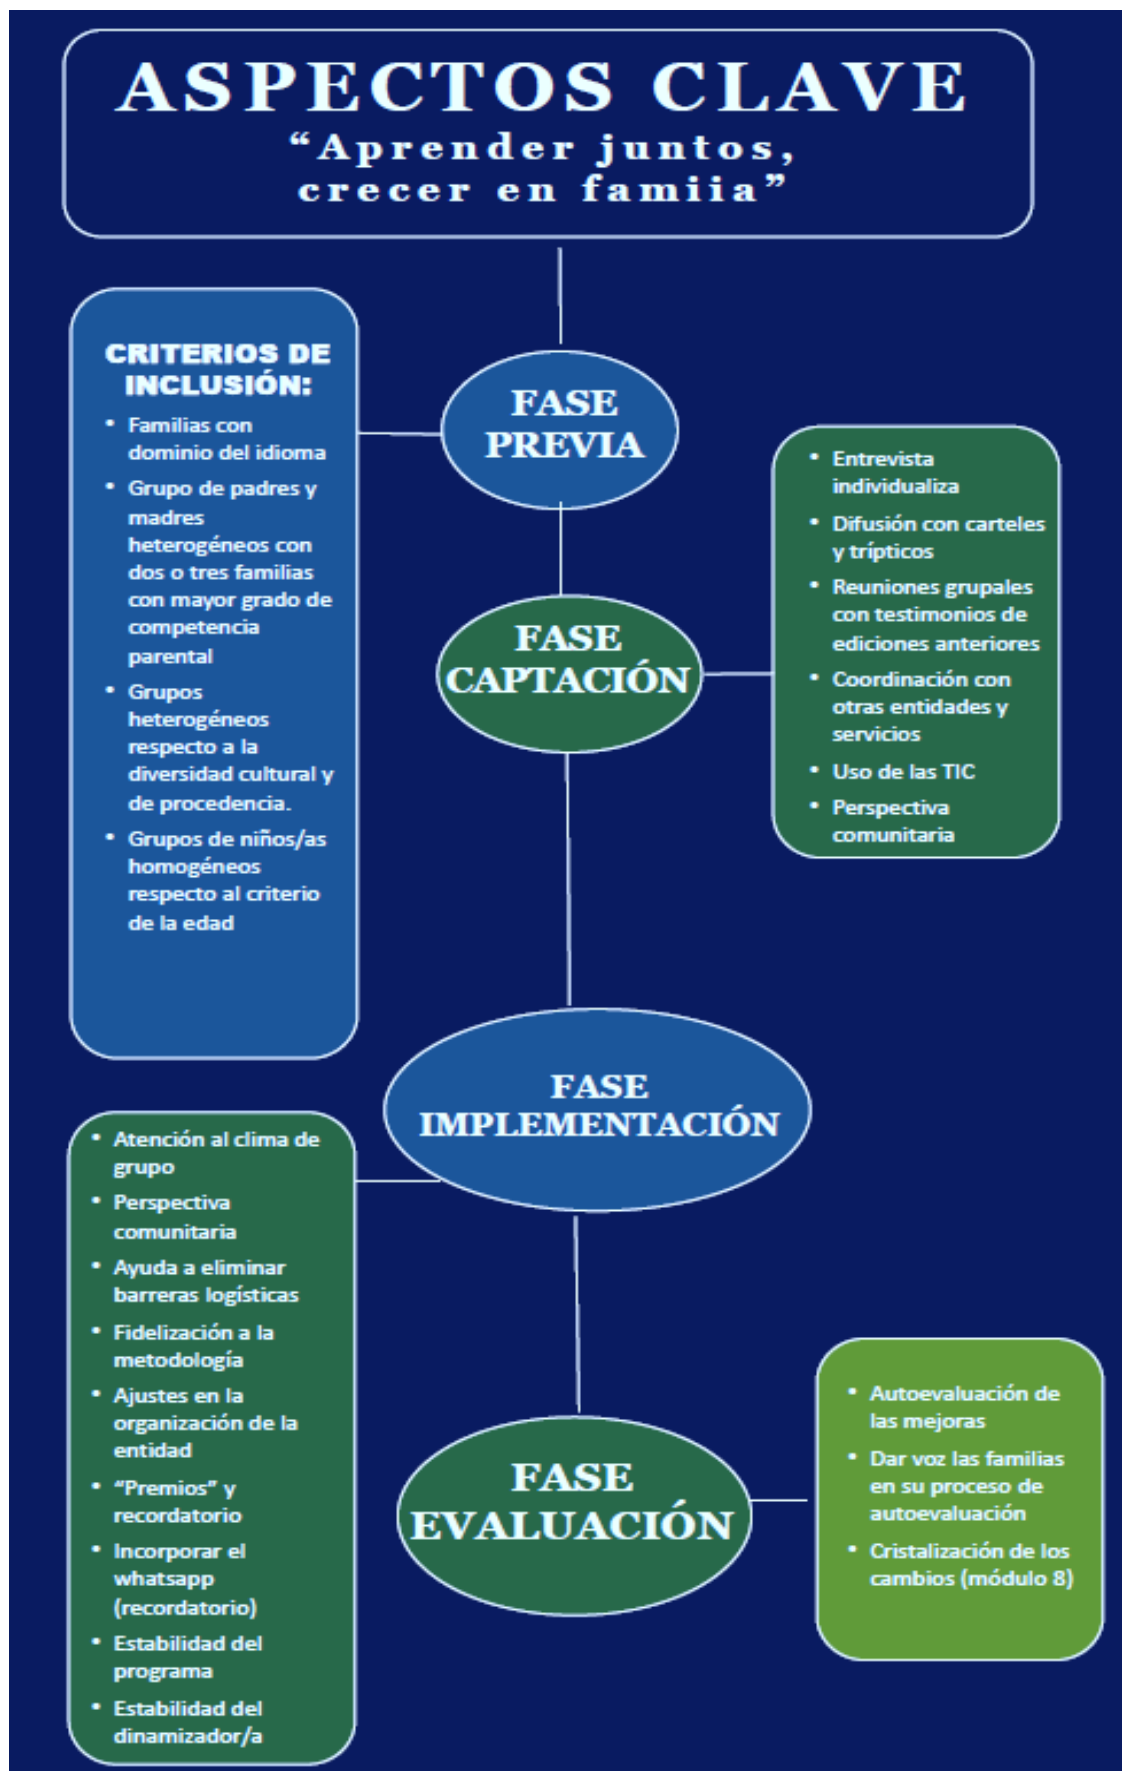 ASPECTOS CLAVE
“Aprender juntos,
crecer en famiia”
FASE
PREVIA
CRITERIOS DE
INCLUSIÓN:
• Familias con
dominio del idioma
• Grupo de padres y
madres
heterogéneos con
dos o tres familias
con mayor grado de
competencia
parental
• Grupos
heterogéneos
respecto a la
diversidad cultural y
de procedencia.
• Grupos de niños/as
homogéneos
respecto al criterio
de la edad
FASE
CAPTACIÓN
• Entrevista
individualiza
• Difusión con carteles
y trípticos
• Reuniones grupales
con testimonios de
ediciones anteriores
• Coordinación con
otras entidades y
servicios
• Uso de las TIC
• Perspectiva
comunitaria
FASE
IMPLEMENTACIÓN
• Atención al clima de
grupo
• Perspectiva
comunitaria
• Ayuda a eliminar
barreras logísticas
• Fidelización a la
metodología
• Ajustes en la
organización de la
entidad
• “Premios” y
recordatorio
• Incorporar el
whatsapp
(recordatorio)
• Estabilidad del
programa
• Estabilidad del
dinamizador/a
FASE
EVALUACIÓN
• Autoevaluación de
las mejoras
• Dar voz las familias
en su proceso de
autoevaluación
• Cristalización de los
cambios (módulo 8)